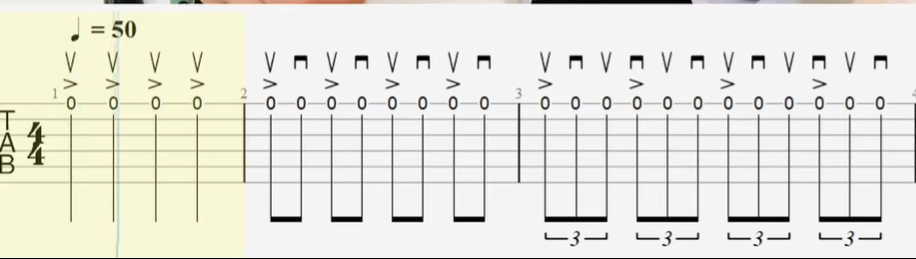 ♩ = 50
V V V V V V V V V V V V V V
> > > > > > > > > > > >
1 2 3 4
0 0 0 0 0 0 0 0 0 0 0 0 0 0 0 0 0 0 0 0 0 0 0 0
T
A
B
4
4
3 3 3 3